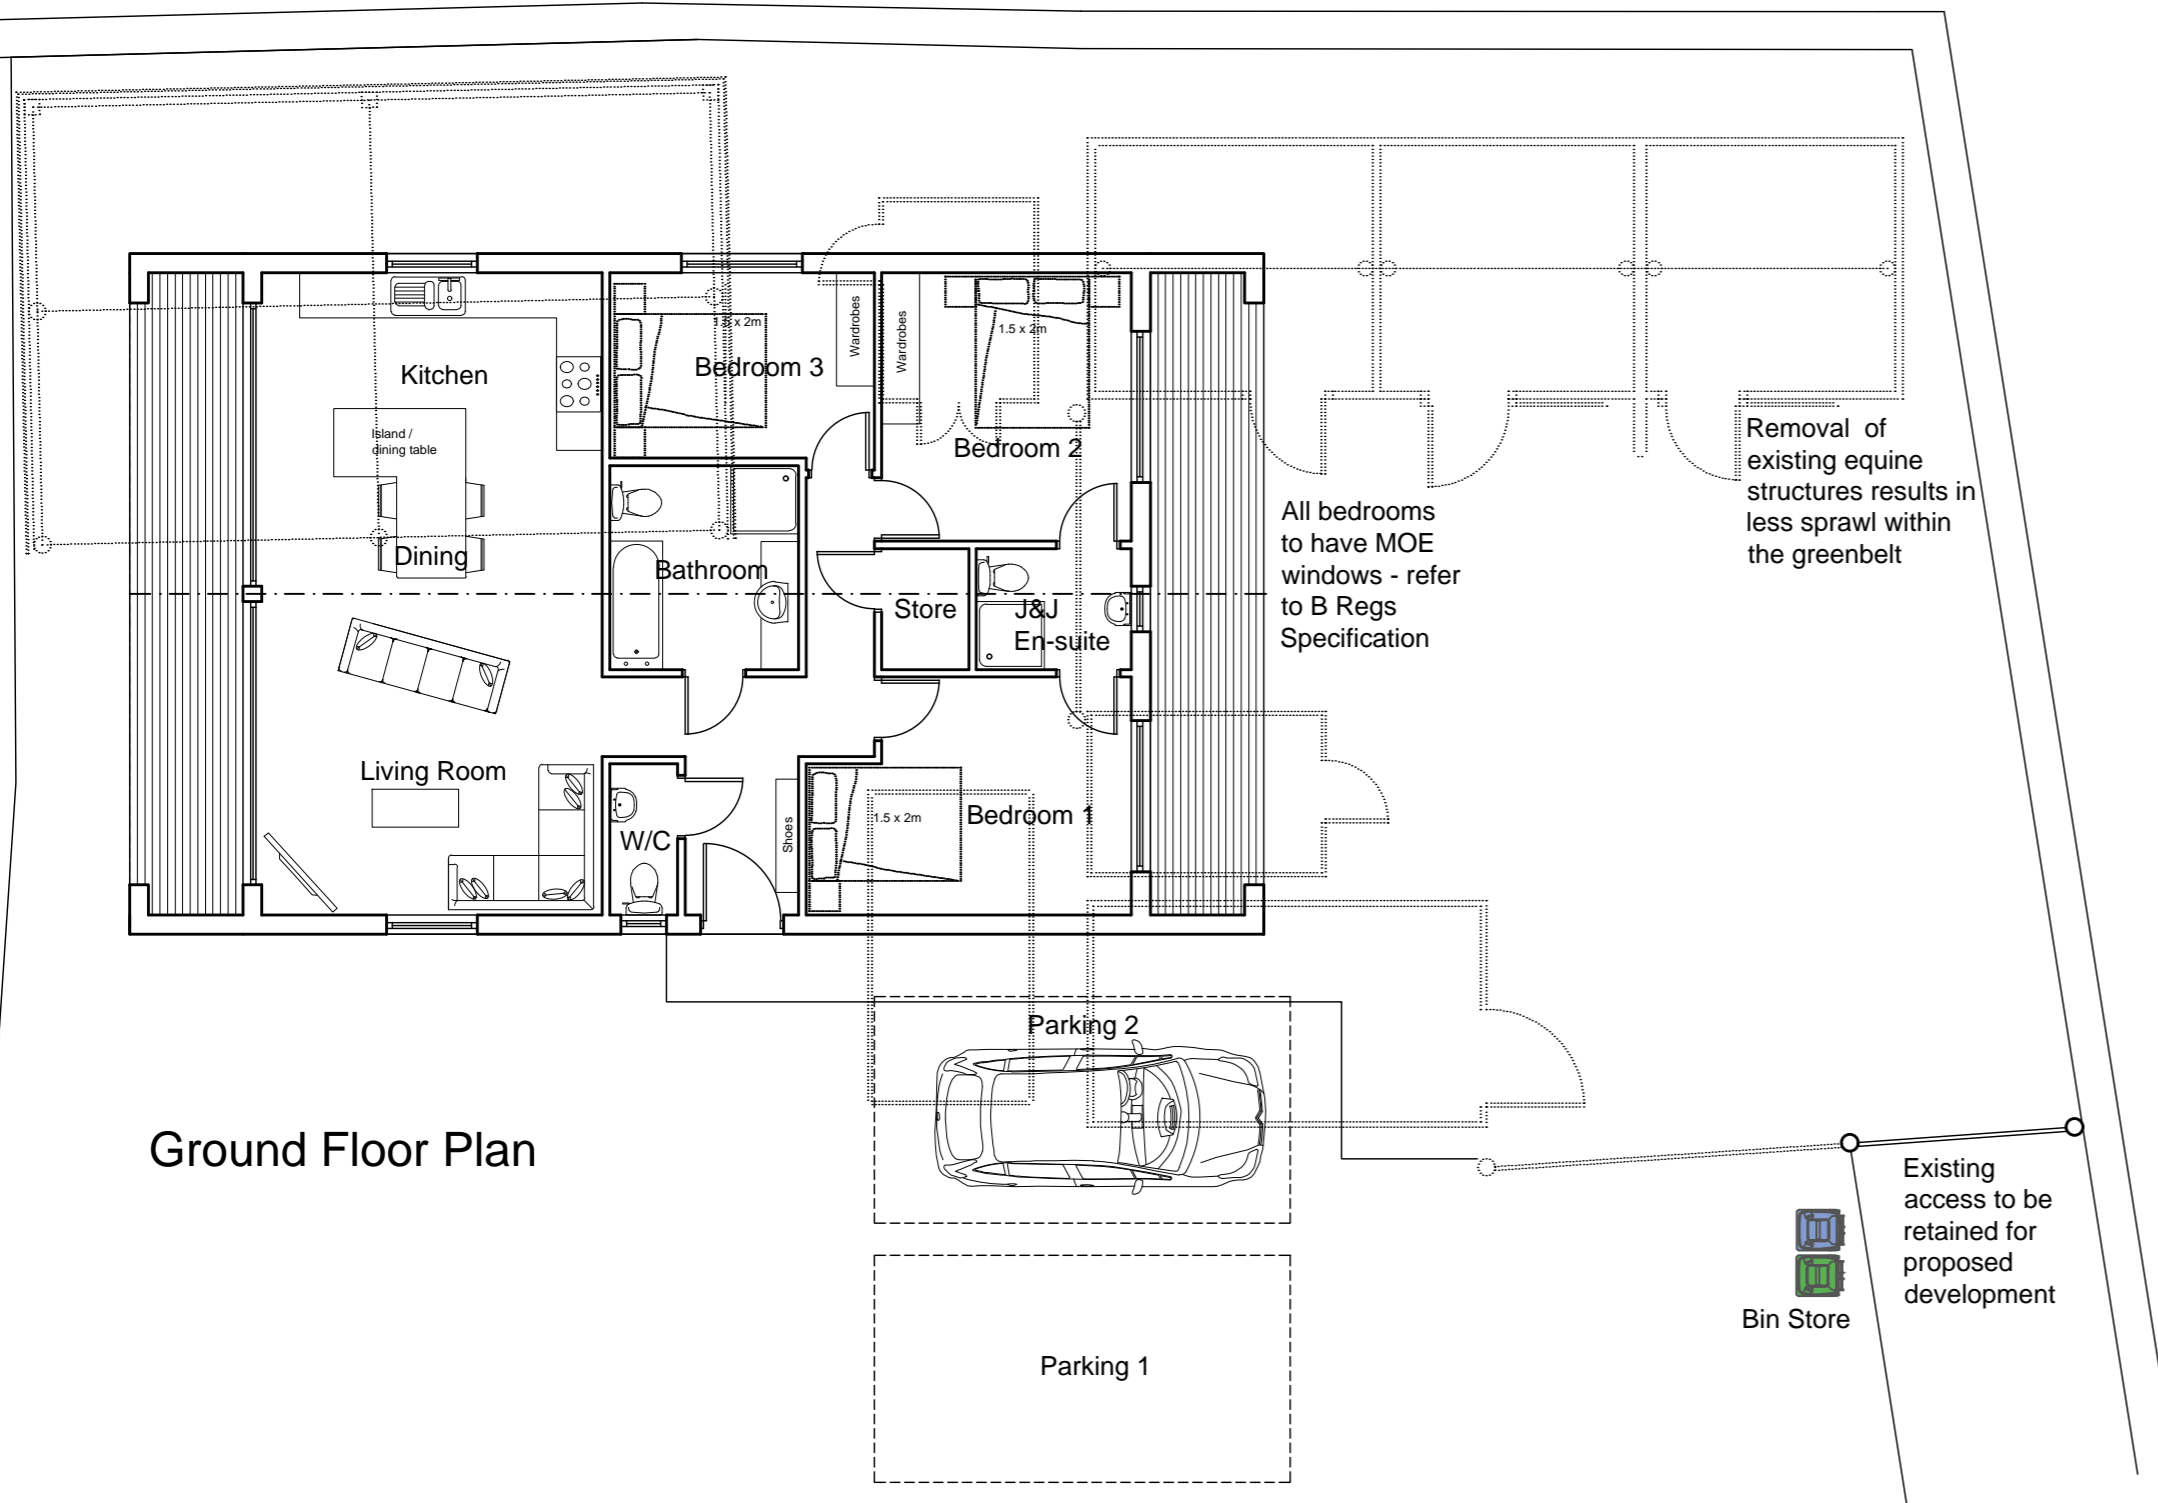 Kitchen
Island /
dining table
Dining
Living Room
Bedroom 3
Wardrobes
Wardrobes
1.5 x 2m
Bedroom 2
Bathroom
Store
J&J
En-suite
W/C
Shoes
1.5 x 2m
Bedroom 1
All bedrooms
to have MOE
windows - refer
to B Regs
Specification
Removal of
existing equine
structures results in
less sprawl within
the greenbelt
Ground Floor Plan
Parking 2
Parking 1
Bin Store
Existing
access to be
retained for
proposed
development